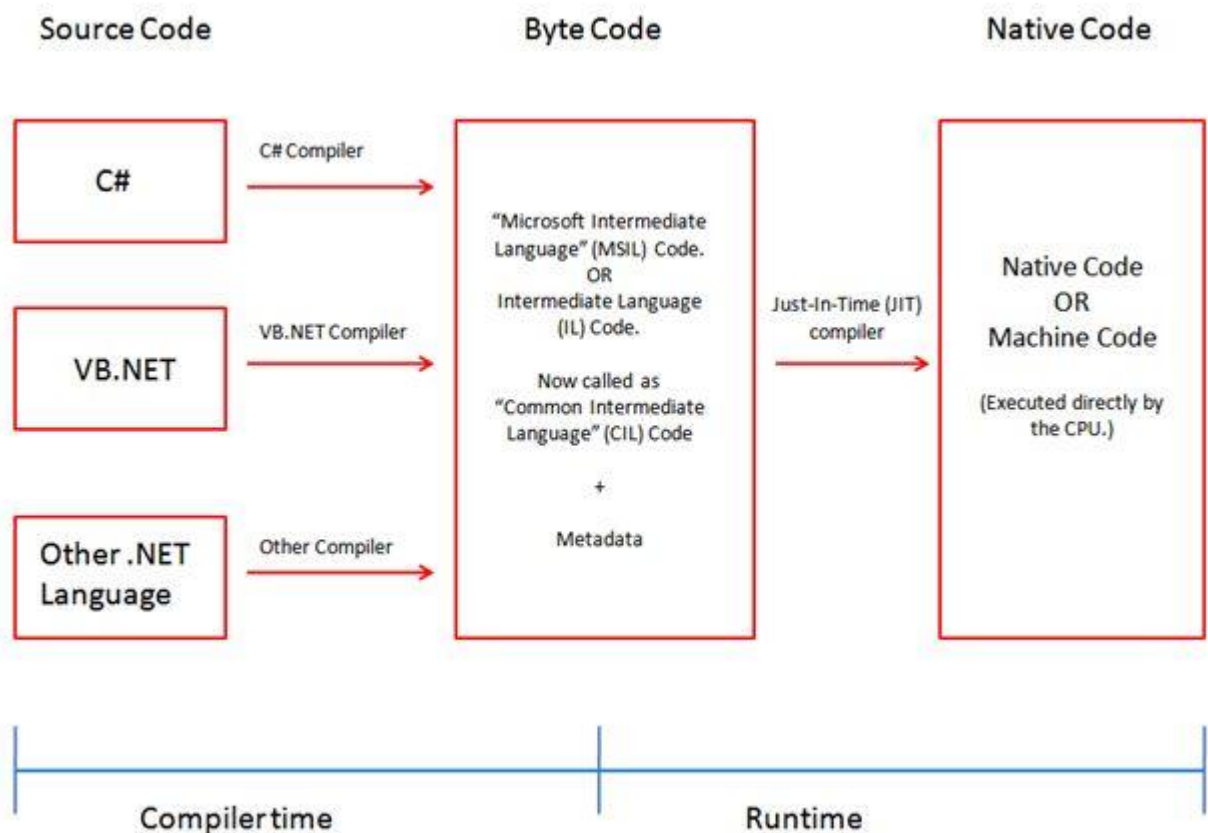 Source Code
Byte Code
Native Code
C#
C# Compiler
VB.NET
VB.NET Compiler
Other .NET
Language
Other Compiler
“Microsoft Intermediate
Language” (MSIL) Code.
OR
Intermediate Language
(IL) Code.
Now called as
“Common Intermediate
Language” (CIL) Code
+
Metadata
Just-In-Time (JIT)
compiler
Native Code
OR
Machine Code
(Executed directly by
the CPU.)
Compiler time
Runtime